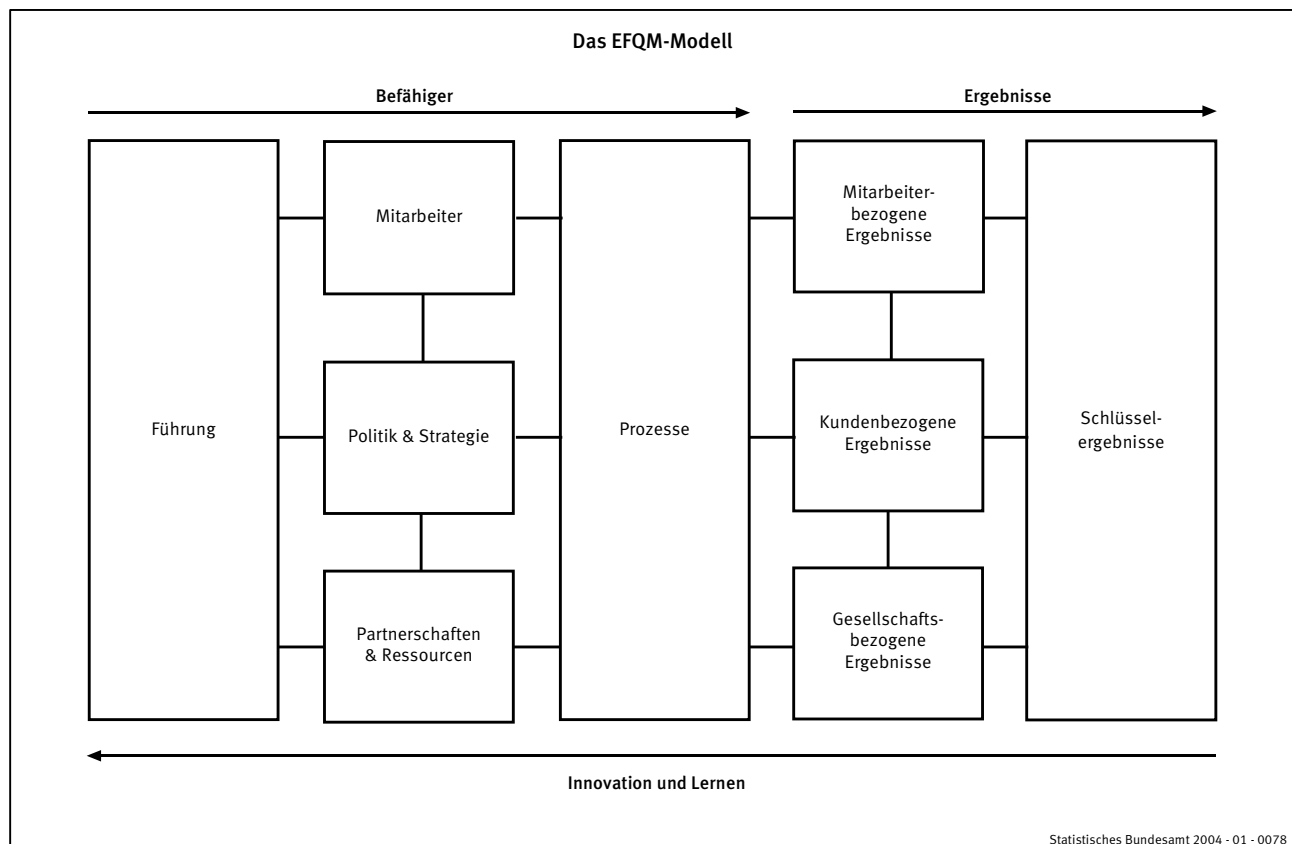 Das EFQM-Modell
Befähiger
Ergebnisse
Führung
Mitarbeiter
Politik & Strategie
Partnerschaften
& Ressourcen
Prozesse
Mitarbeiter-
bezogene
Ergebnisse
Kundenbezogene
Ergebnisse
Gesellschafts-
bezogene
Ergebnisse
Schlüssel-
ergebnisse
Innovation und Lernen
Statistisches Bundesamt 2004 - 01 - 0078